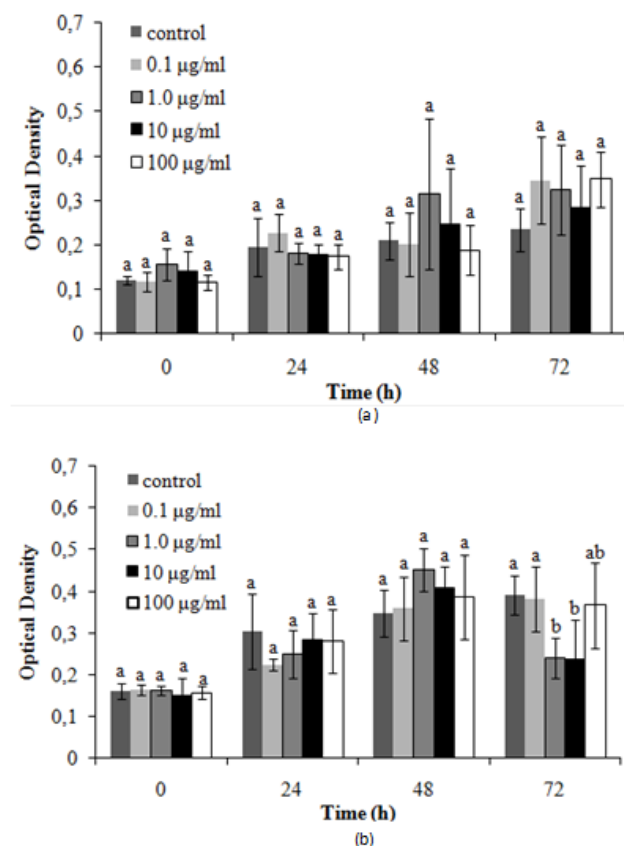 0,7
0,6
0,5
0,4
0,3
0,2
0,1
0
Optical Density
control
0.1 µg/ml
1.0 µg/ml
10 µg/ml
100 µg/ml
a a a a a
a a a a a
a a a a a
a a a a a
0 24 48 72
Time (h)
(a)
0,7
0,6
0,5
0,4
0,3
0,2
0,1
0
Optical Density
control
0.1 µg/ml
1.0 µg/ml
10 µg/ml
100 µg/ml
a a a a a
a a a a a
a a a a a
a a b b ab
0 24 48 72
Time (h)
(b)